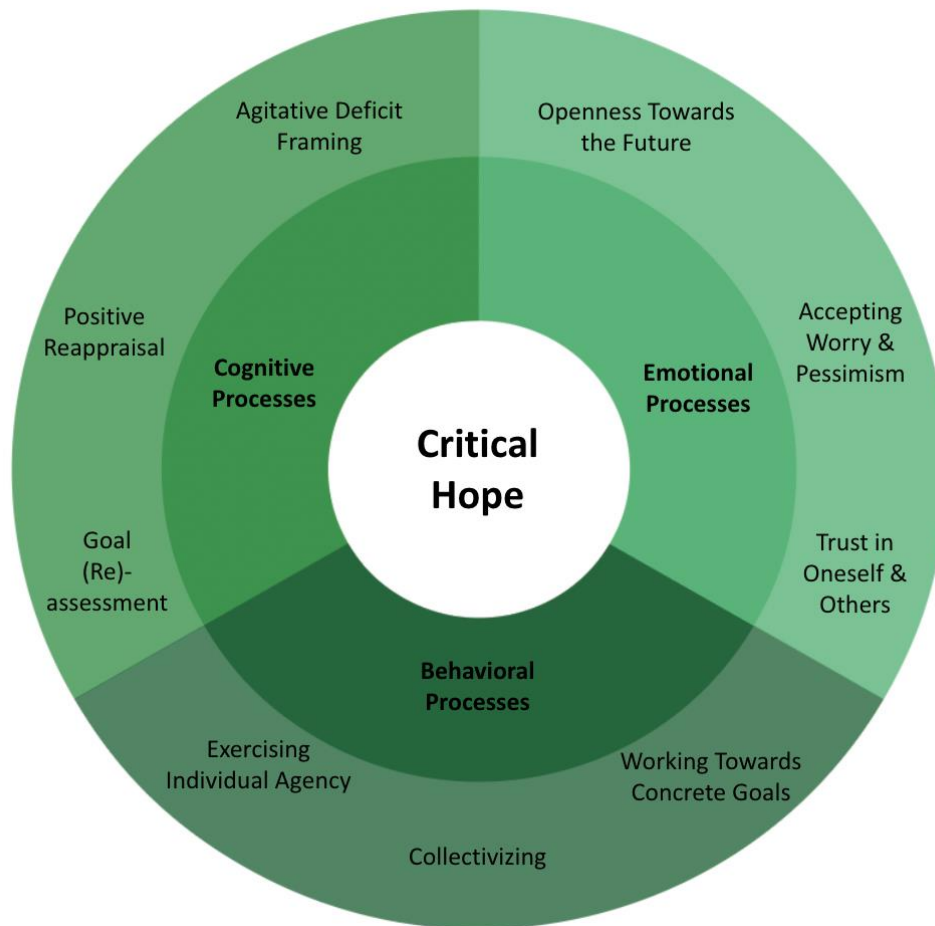 Agitative Deficit
Framing
Openness Towards
the Future
Positive
Reappraisal
Accepting
Worry &
Pessimism
Cognitive
Processes
Emotional
Processes
Critical
Hope
Goal
(Re)-
assessment
Trust in
Oneself &
Others
Behavioral
Processes
Exercising
Individual Agency
Working Towards
Concrete Goals
Collectivizing